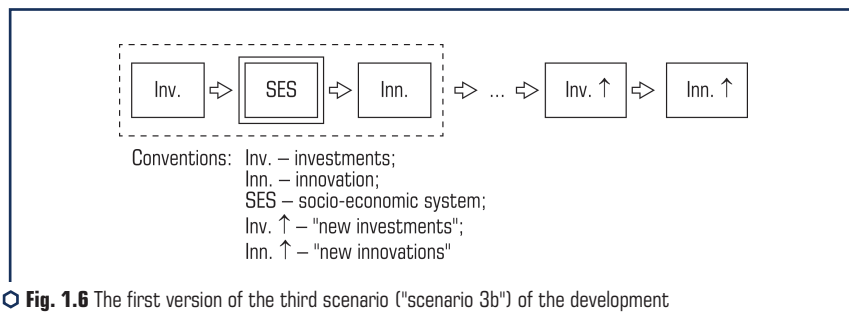 Inv. SES Inn. ... Inv. ↑ Inn. ↑
Conventions: Inv. – investments;
Inn. – innovation;
SES – socio-economic system;
Inv. ↑ – "new investments";
Inn. ↑ – "new innovations"
Fig. 1.6 The first version of the third scenario ("scenario 3b") of the development